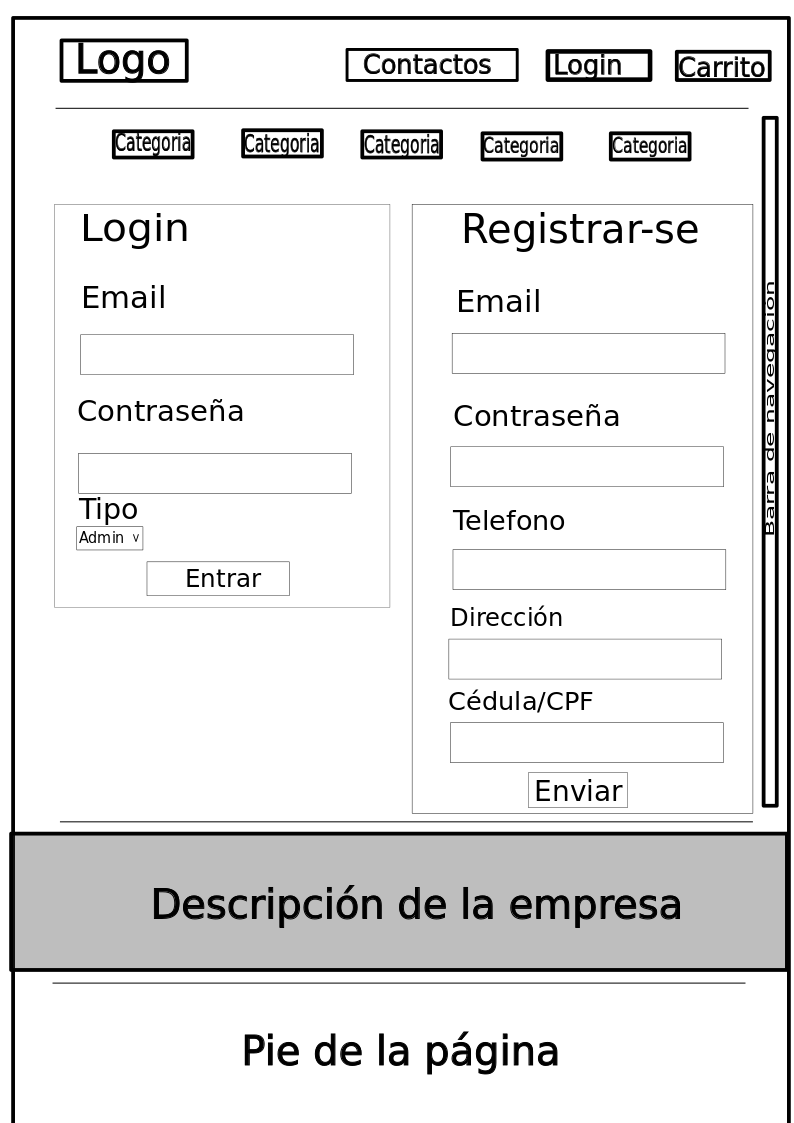 Logo
Contactos
Login
Carrito
Categoria
Categoria
Categoria
Categoria
Categoria
Login
Email
Contraseña
Tipo
Admin v
Entrar
Registrar-se
Email
Contraseña
Telefono
Dirección
Cédula/CPF
Enviar
Barra de navegacion
Descripción de la empresa
Pie de la página